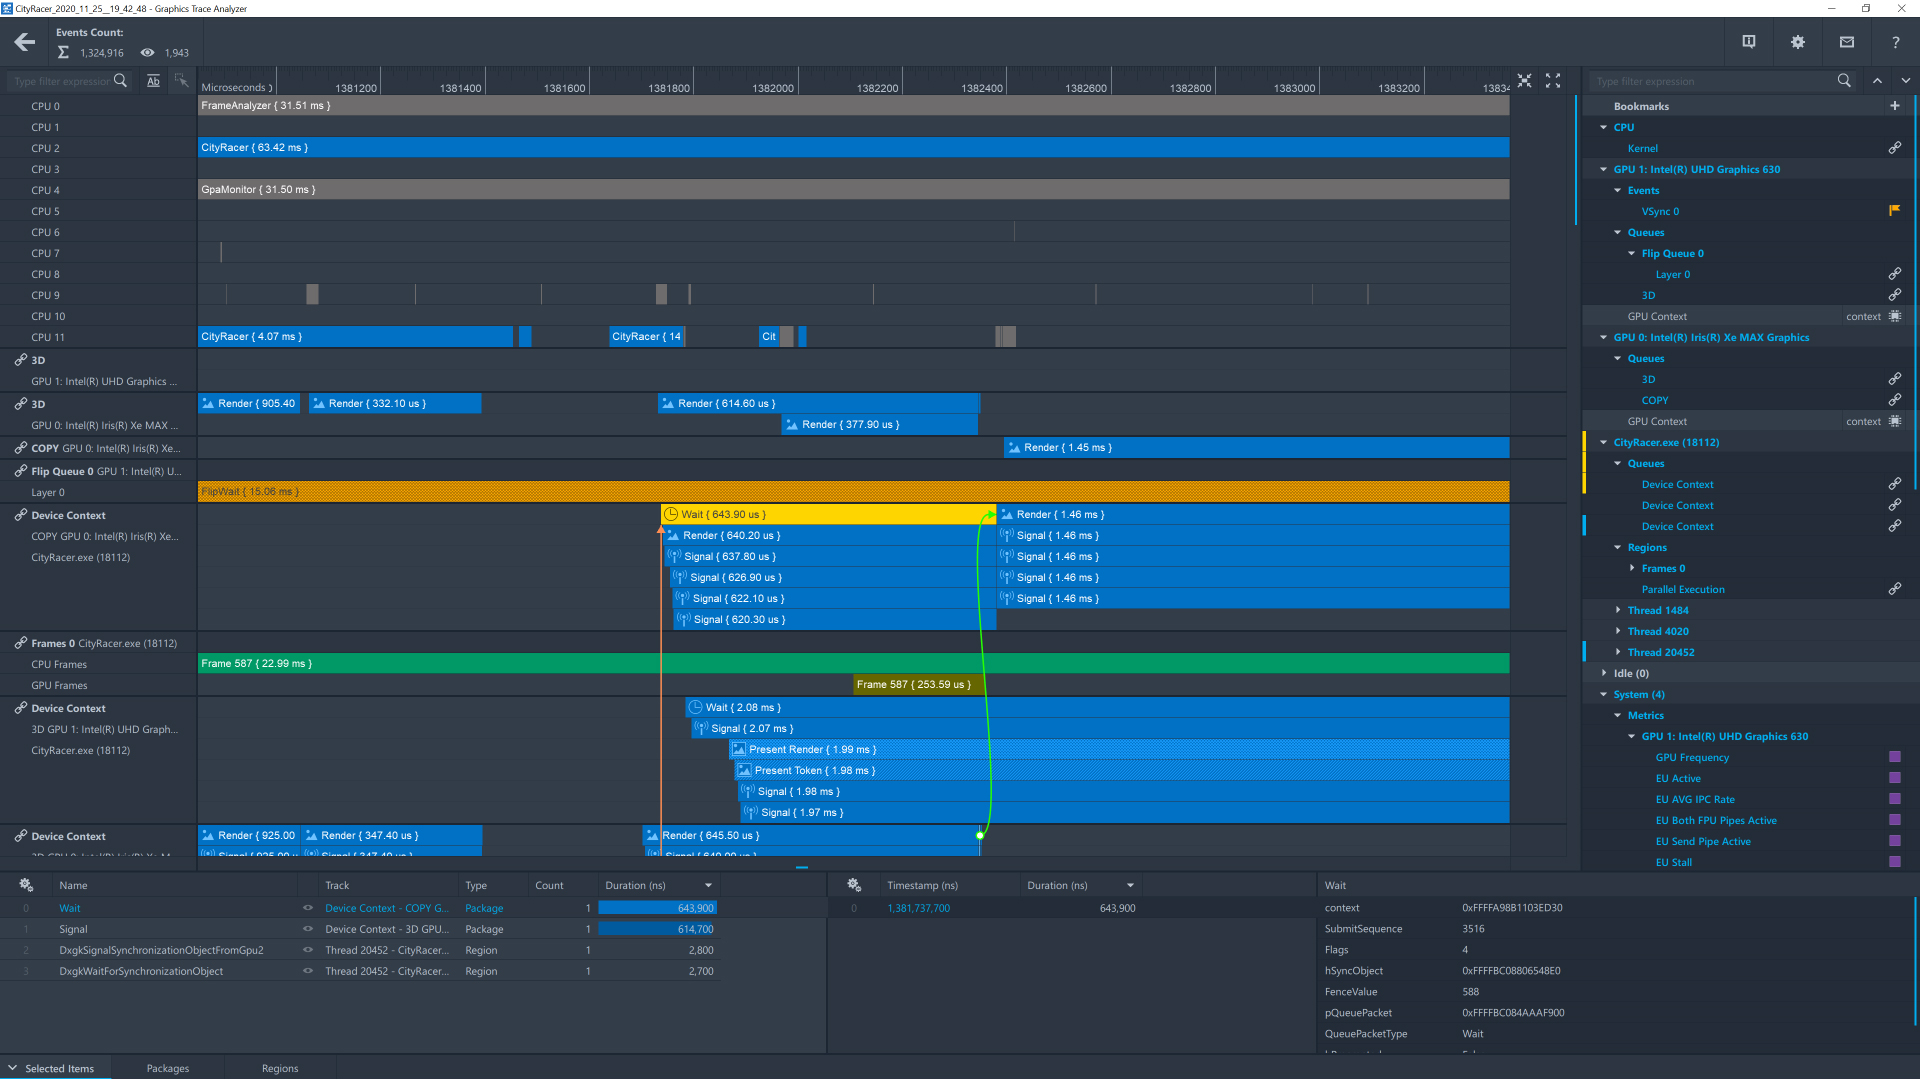 CityRacer_2020_11_25__19_42_48 - Graphics Trace Analyzer
Events Count:
1,324,916 1,943
Type filter expression Ab
Microseconds 1381200 1381400 1381600 1381800 1382000 1382200 1382400 1382600 1382800 1383000 1383200 13834
CPU 0 FrameAnalyzer { 31.51 ms }
CPU 1
CPU 2 CityRacer { 63.42 ms }
CPU 3
CPU 4 GpaMonitor { 31.50 ms }
CPU 5
CPU 6
CPU 7
CPU 8
CPU 9
CPU 10
CPU 11 CityRacer { 4.07 ms } CityRacer { 14 Cit
3D
GPU 1: Intel(R) UHD Graphics ...
3D Render { 905.40 Render { 332.10 us } Render { 614.60 us }
GPU 0: Intel(R) Iris(R) Xe MAX ... Render { 377.90 us }
COPY GPU 0: Intel(R) Iris(R) Xe... Render { 1.45 ms }
Flip Queue 0 GPU 1: Intel(R) U...
Layer 0 FlipWait { 15.06 ms }
Device Context Wait { 643.90 us } Render { 1.46 ms }
COPY GPU 0: Intel(R) Iris(R) Xe... Render { 640.20 us } Signal { 1.46 ms }
CityRacer.exe (18112) Signal { 637.80 us } Signal { 1.46 ms }
Signal { 626.90 us } Signal { 1.46 ms }
Signal { 622.10 us } Signal { 1.46 ms }
Signal { 620.30 us }
Frames 0 CityRacer.exe (18112)
CPU Frames Frame 587 { 22.99 ms }
GPU Frames Frame 587 { 253.59 us }
Device Context Wait { 2.08 ms }
3D GPU 1: Intel(R) UHD Graph... Signal { 2.07 ms }
CityRacer.exe (18112) Present Render { 1.99 ms }
Present Token { 1.98 ms }
Signal { 1.98 ms }
Signal { 1.97 ms }
Device Context Render { 925.00 Render { 347.40 us } Render { 645.50 us }
3D GPU 0: Intel(R) Iris(R) Xe M... Signal { 925.00 u Signal { 347.40 us } Signal { 640.00 us }
Type filter expression
Bookmarks +
CPU
Kernel
GPU 1: Intel(R) UHD Graphics 630
Events
VSync 0
Queues
Flip Queue 0
Layer 0
3D
GPU Context context
GPU 0: Intel(R) Iris(R) Xe MAX Graphics
Queues
3D
COPY
GPU Context context
CityRacer.exe (18112)
Queues
Device Context
Device Context
Device Context
Regions
Frames 0
Parallel Execution
Thread 1484
Thread 4020
Thread 20452
Idle (0)
System (4)
Metrics
GPU 1: Intel(R) UHD Graphics 630
GPU Frequency
EU Active
EU AVG IPC Rate
EU Both FPU Pipes Active
EU Send Pipe Active
EU Stall
Name Track Type Count Duration (ns)
0 Wait Device Context - COPY G... Package 1 643,900
1 Signal Device Context - 3D GPU... Package 1 614,700
2 DxgkSignalSynchronizationObjectFromGpu2 Thread 20452 - CityRacer... Region 1 2,800
3 DxgkWaitForSynchronizationObject Thread 20452 - CityRacer... Region 1 2,700
Timestamp (ns) Duration (ns)
0 1,381,737,700 643,900
Wait
context 0xFFFFA98B1103ED30
SubmitSequence 3516
Flags 4
hSyncObject 0xFFFFBC08806548E0
FenceValue 588
pQueuePacket 0xFFFFBC084AAAF900
QueuePacketType Wait
Selected Items Packages Regions